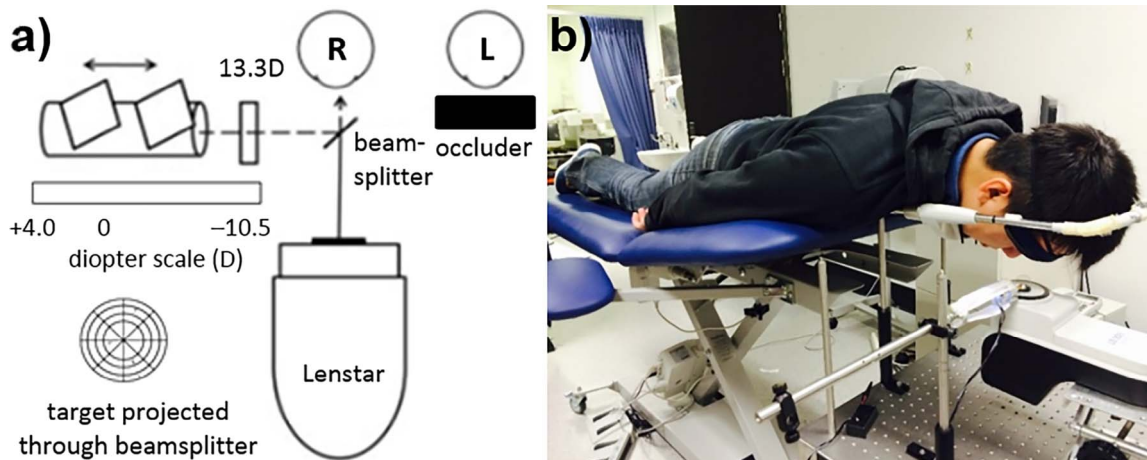 a)
R
L
13.3D
beam-
splitter
occluder
+4.0
0
–10.5
diopter scale (D)
Lenstar
target projected
through beamsplitter
b)